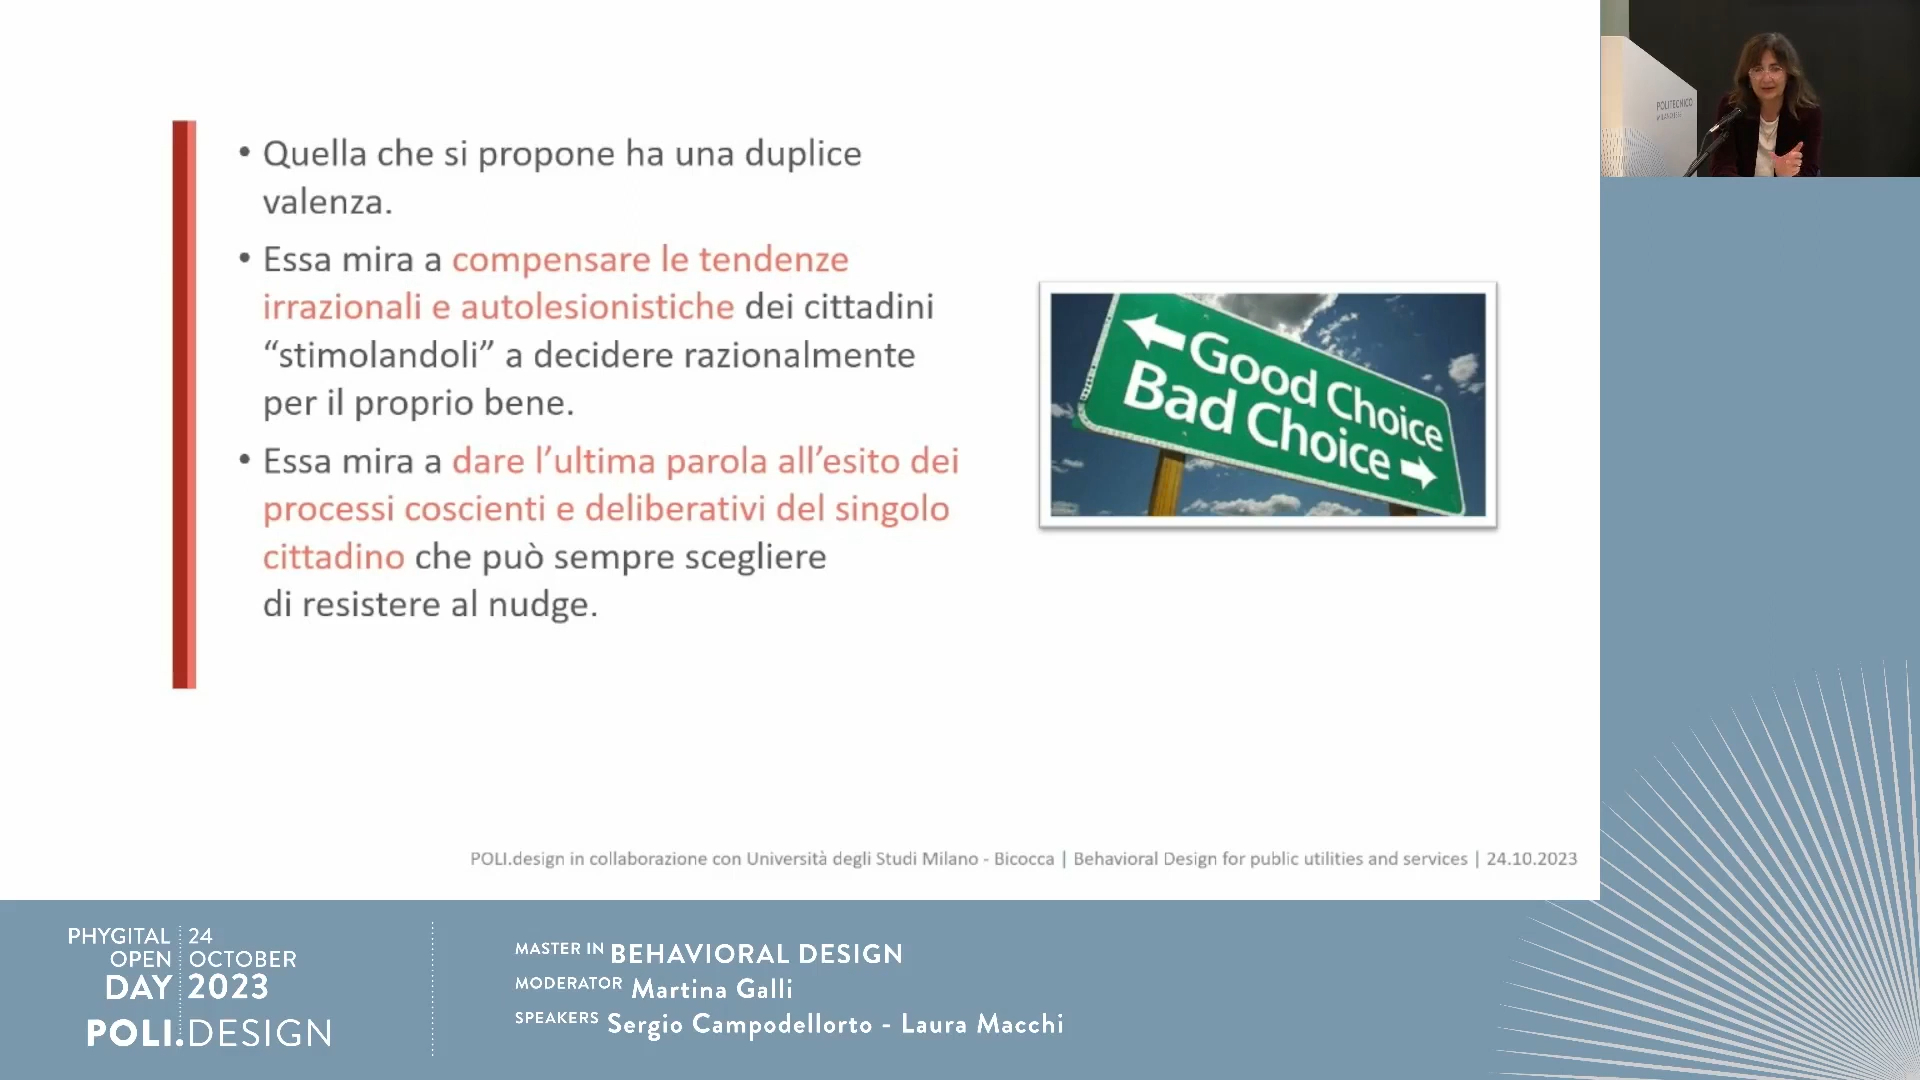 • Quella che si propone ha una duplice
valenza.
• Essa mira a compensare le tendenze
irrazionali e autolesionistiche dei cittadini
“stimolandoli” a decidere razionalmente
per il proprio bene.
• Essa mira a dare l’ultima parola all’esito dei
processi coscienti e deliberativi del singolo
cittadino che può sempre scegliere
di resistere al nudge.
Good Choice
Bad Choice
POLITECNICO
POLI.design in collaborazione con Università degli Studi Milano - Bicocca | Behavioral Design for public utilities and services | 24.10.2023
PHYGITAL 24
OPEN OCTOBER
DAY 2023
POLI.DESIGN
MASTER IN BEHAVIORAL DESIGN
MODERATOR Martina Galli
SPEAKERS Sergio Campodellorto - Laura Macchi